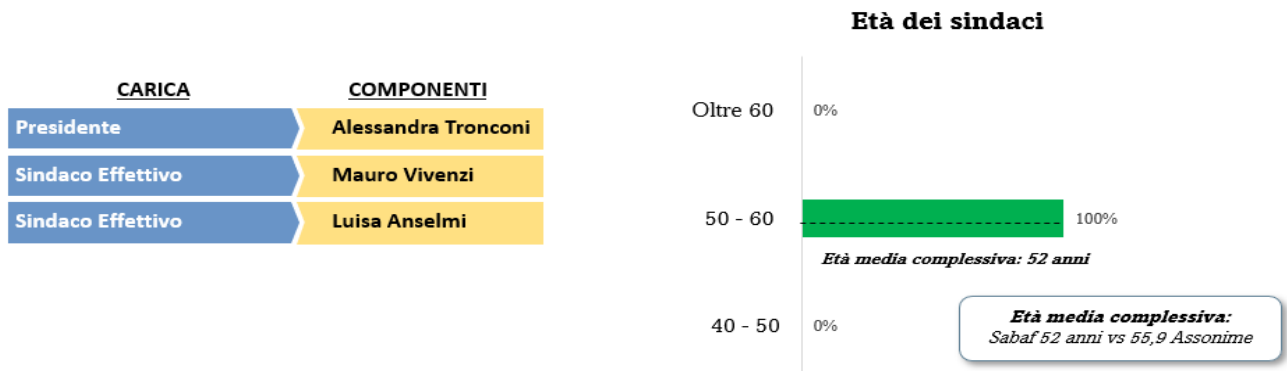 CARICA COMPONENTI
Presidente Alessandra Tronconi
Sindaco Effettivo Mauro Vivenzi
Sindaco Effettivo Luisa Anselmi
Età dei sindaci
Oltre 60 0%
50 - 60 100%
Età media complessiva: 52 anni
40 - 50 0%
Età media complessiva:
Sabaf 52 anni vs 55,9 Assonime